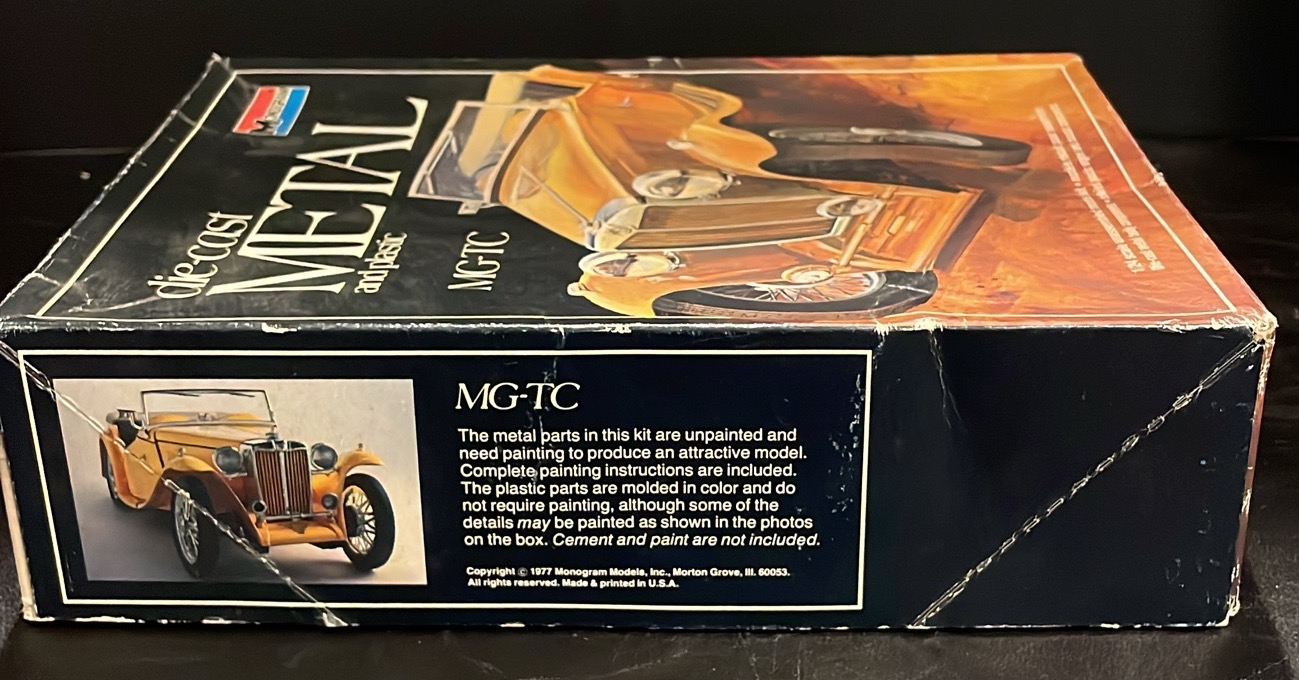 Monogram
die-cast
METAL
and plastic
MG-TC
MG-TC
The metal parts in this kit are unpainted and
need painting to produce an attractive model.
Complete painting instructions are included.
The plastic parts are molded in color and do
not require painting, although some of the
details may be painted as shown in the photos
on the box. Cement and paint are not included.
Copyright © 1977 Monogram Models, Inc., Morton Grove, Ill. 60053.
All rights reserved. Made & printed in U.S.A.